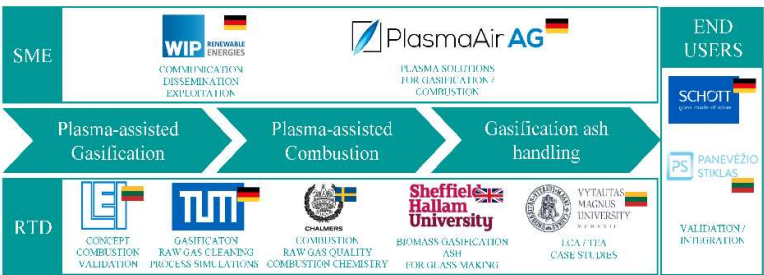 SME
WIP RENEWABLE
ENERGIES
COMMUNICATION
DISSEMINATION
EXPLOITATION
PlasmaAir AG
PLASMA SOLUTIONS
FOR GASIFICATION /
COMBUSTION
END
USERS
SCHOTT
glass made of ideas
PS PANEVĖŽIO
STIKLAS
VALIDATION /
INTEGRATION
Plasma-assisted
Gasification
Plasma-assisted
Combustion
Gasification ash
handling
RTD
LEI
CONCEPT
COMBUSTION
VALIDATION
TUM
GASIFICATON
RAW GAS CLEANING
PROCESS SIMULATIONS
CHALMERS
COMBUSTION
RAW GAS QUALITY
COMBUSTION CHEMISTRY
Sheffield
Hallam
University
BIOMASS GASIFICATION
ASH
FOR GLASS MAKING
VYTAUTAS
MAGNUS
UNIVERSITY
MCMXXII
LCA / TEA
CASE STUDIES